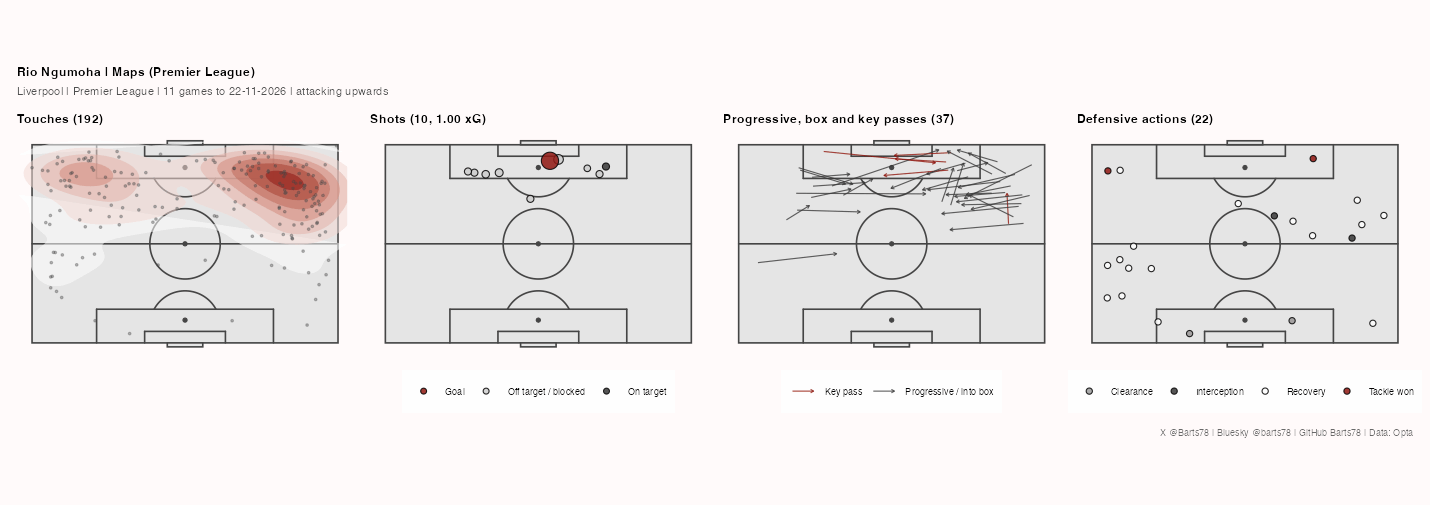 Rio Ngumoha | Maps (Premier League)
Liverpool | Premier League | 11 games to 22-11-2026 | attacking upwards
Touches (192)
Shots (10, 1.00 xG)
Progressive, box and key passes (37)
Defensive actions (22)
Goal
Off target / blocked
On target
Key pass
Progressive / into box
Clearance
Interception
Recovery
Tackle won
X @Barts78 | Bluesky @barts78 | GitHub Barts78 | Data: Opta